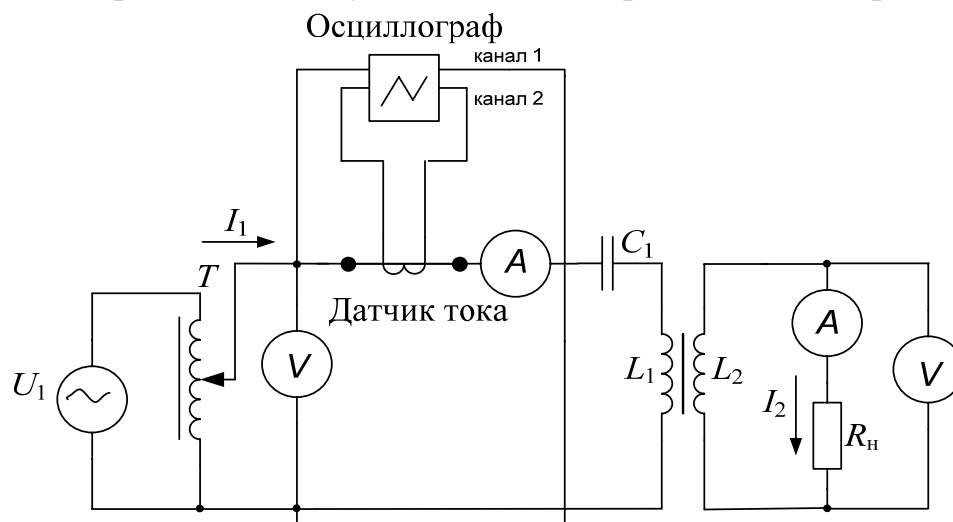 Осциллограф
канал 1
канал 2
I1
T
A
C1
Датчик тока
V
U1
L1
L2
A
I2
Rн
V